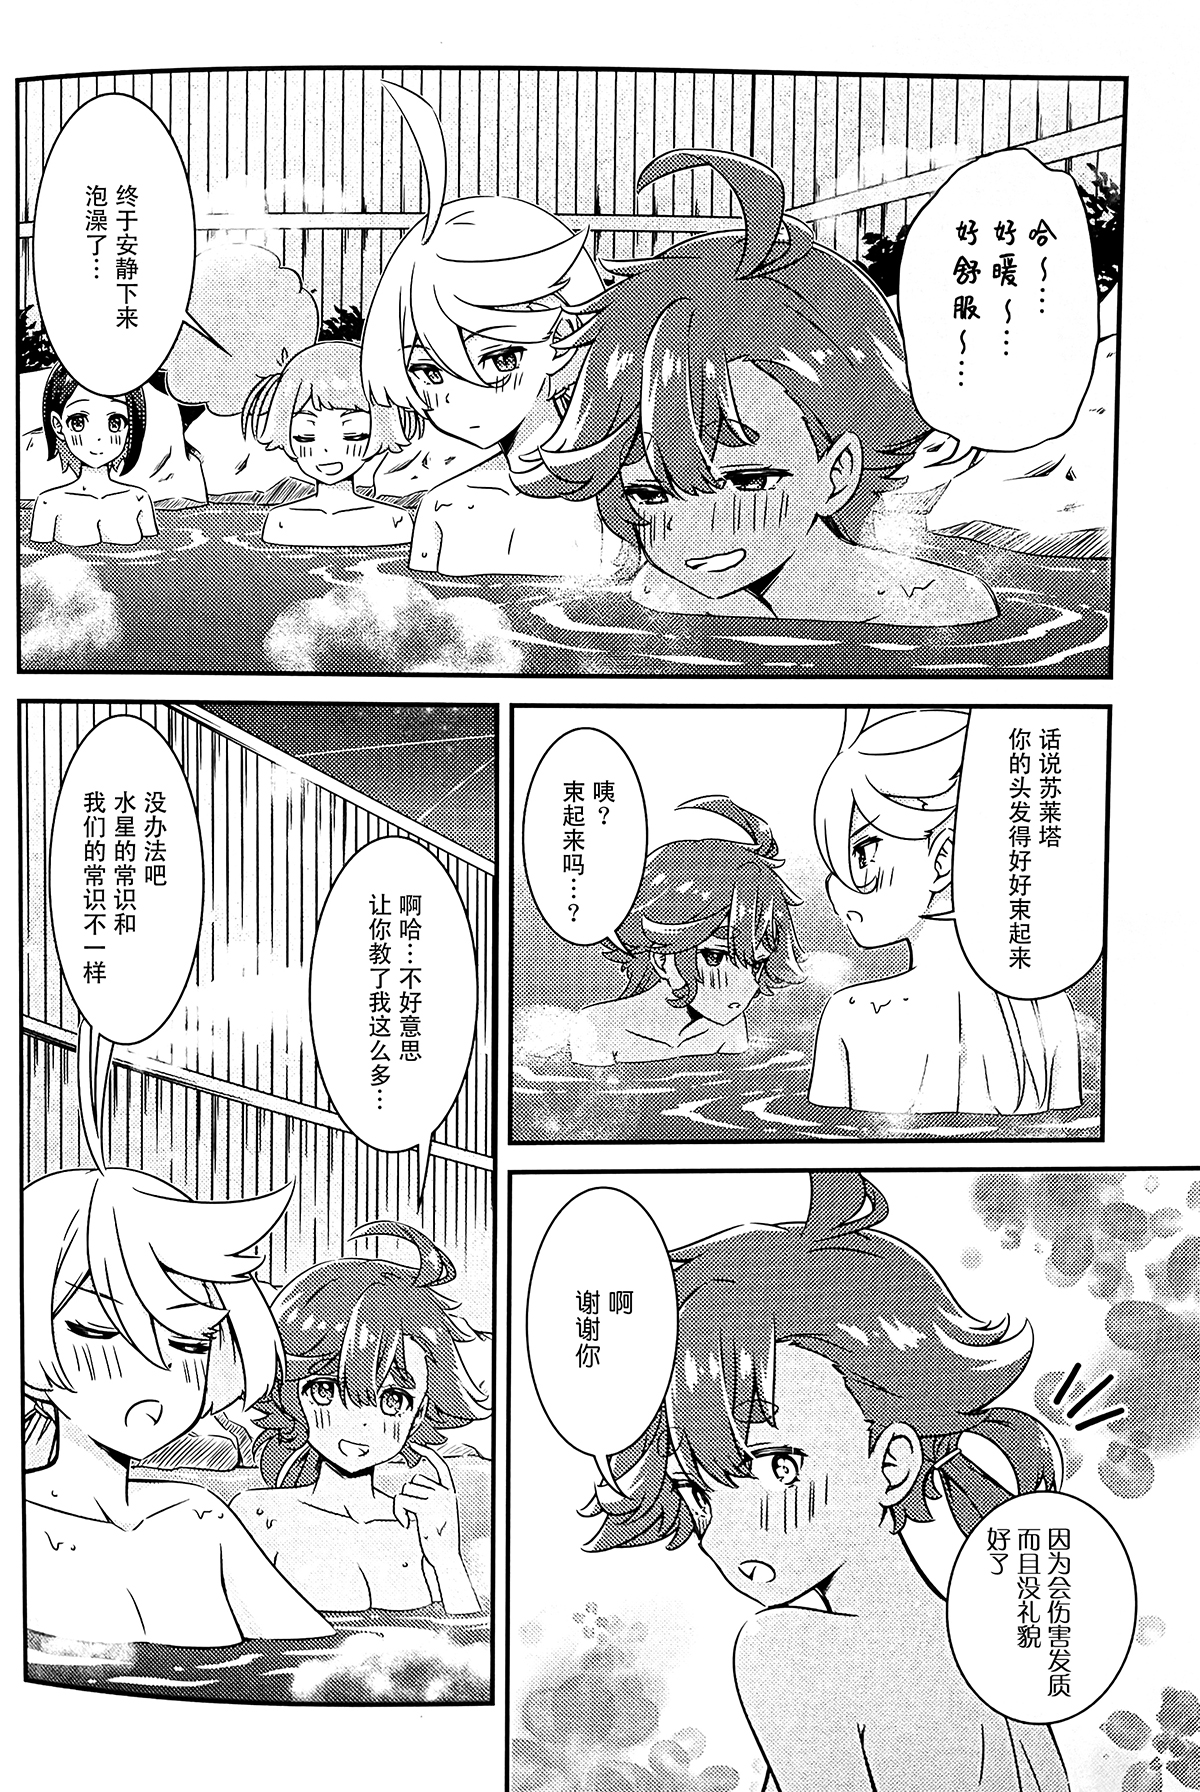 哈～…
好暖～…
好舒服～…
终于安静下来
泡澡了…
话说苏莱塔
你的头发得好好束起来
咦？
束起来吗…？
因为会伤害发质
而且没礼貌
好了
啊
谢谢你
啊哈…不好意思
让你教了我这么多…
没办法吧
水星的常识和
我们的常识不一样